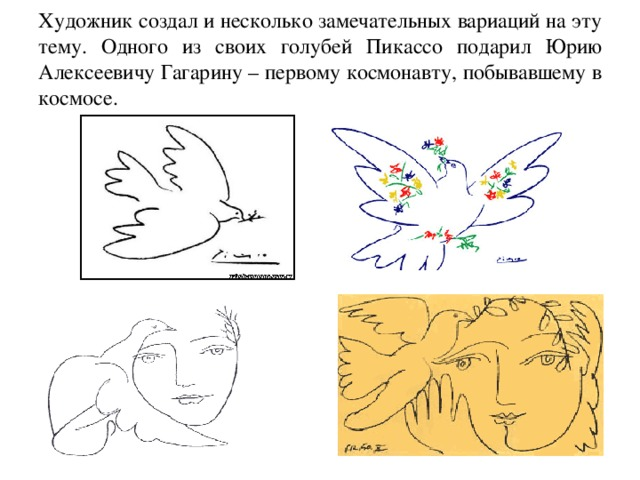 Художник создал и несколько замечательных вариаций на эту
тему. Одного из своих голубей Пикассо подарил Юрию
Алексеевичу Гагарину – первому космонавту, побывавшему в
космосе.